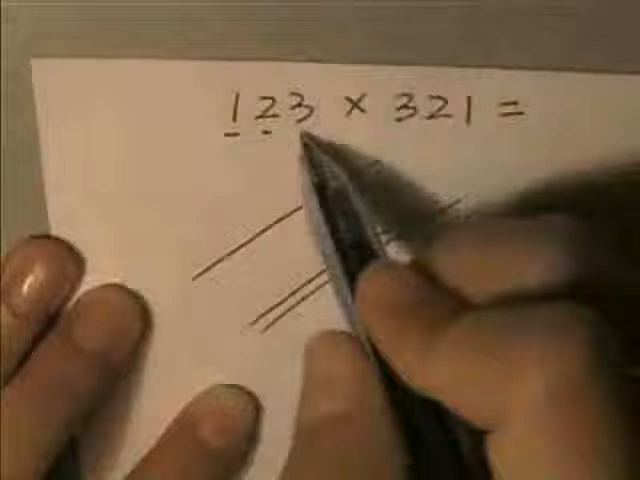 123 × 321 =